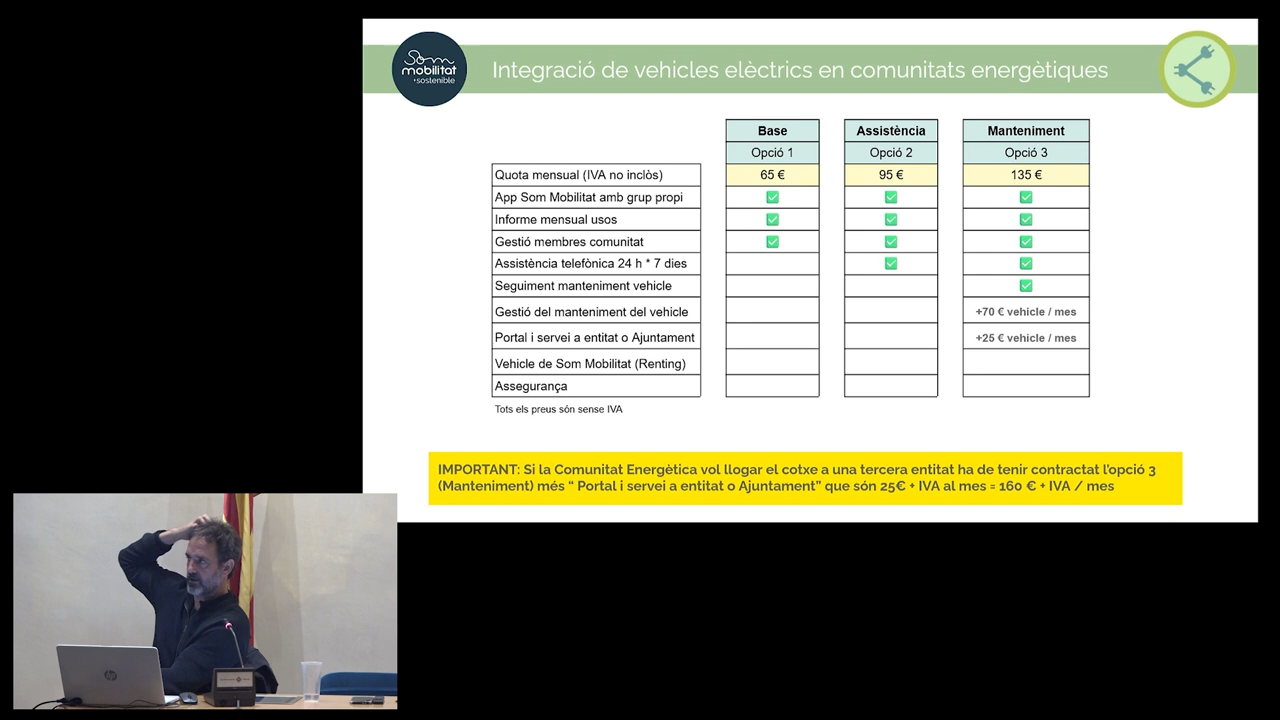 Som
mobilitat
+sostenible
Integració de vehicles elèctrics en comunitats energètiques
Base Assistència Manteniment
Opció 1 Opció 2 Opció 3
Quota mensual (IVA no inclòs) 65 € 95 € 135 €
App Som Mobilitat amb grup propi ✅ ✅ ✅
Informe mensual usos ✅ ✅ ✅
Gestió membres comunitat ✅ ✅ ✅
Assistència telefònica 24 h * 7 dies ✅ ✅
Seguiment manteniment vehicle ✅
Gestió del manteniment del vehicle +70 € vehicle / mes
Portal i servei a entitat o Ajuntament +25 € vehicle / mes
Vehicle de Som Mobilitat (Renting)
Assegurança
Tots els preus són sense IVA
IMPORTANT: Si la Comunitat Energètica vol llogar el cotxe a una tercera entitat ha de tenir contractat l'opció 3
(Manteniment) més “ Portal i servei a entitat o Ajuntament” que són 25€ + IVA al mes = 160 € + IVA / mes
hp